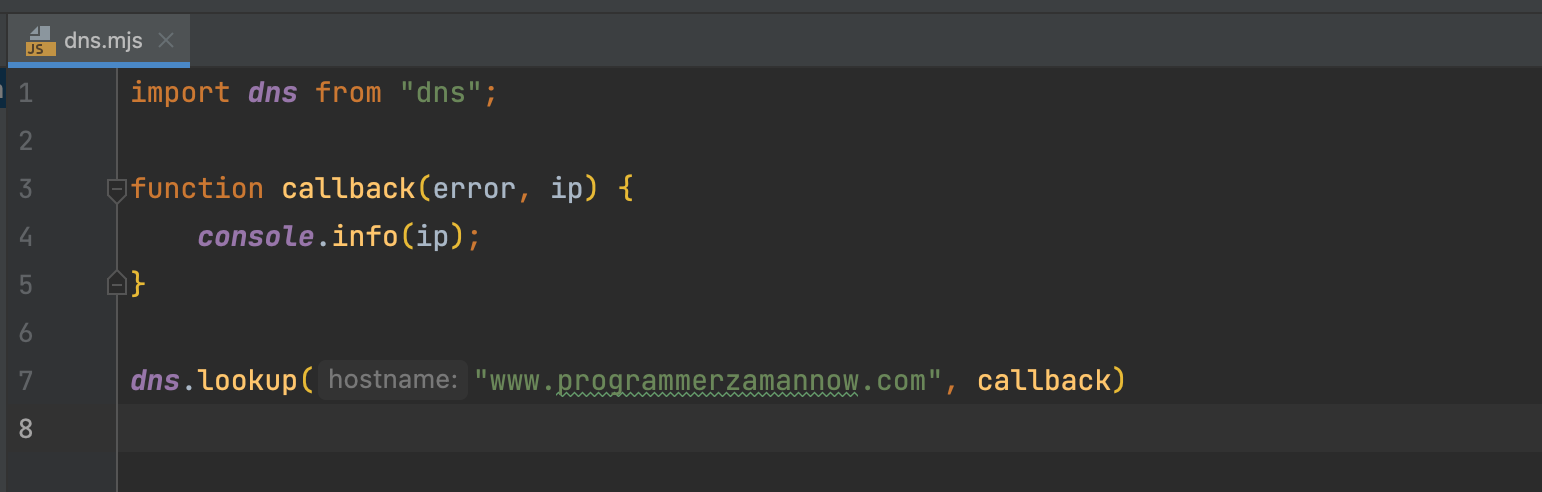 JS dns.mjs
1 import dns from "dns";
2
3 function callback(error, ip) {
4     console.info(ip);
5 }
6
7 dns.lookup( hostname: "www.programmerzamannow.com", callback)
8